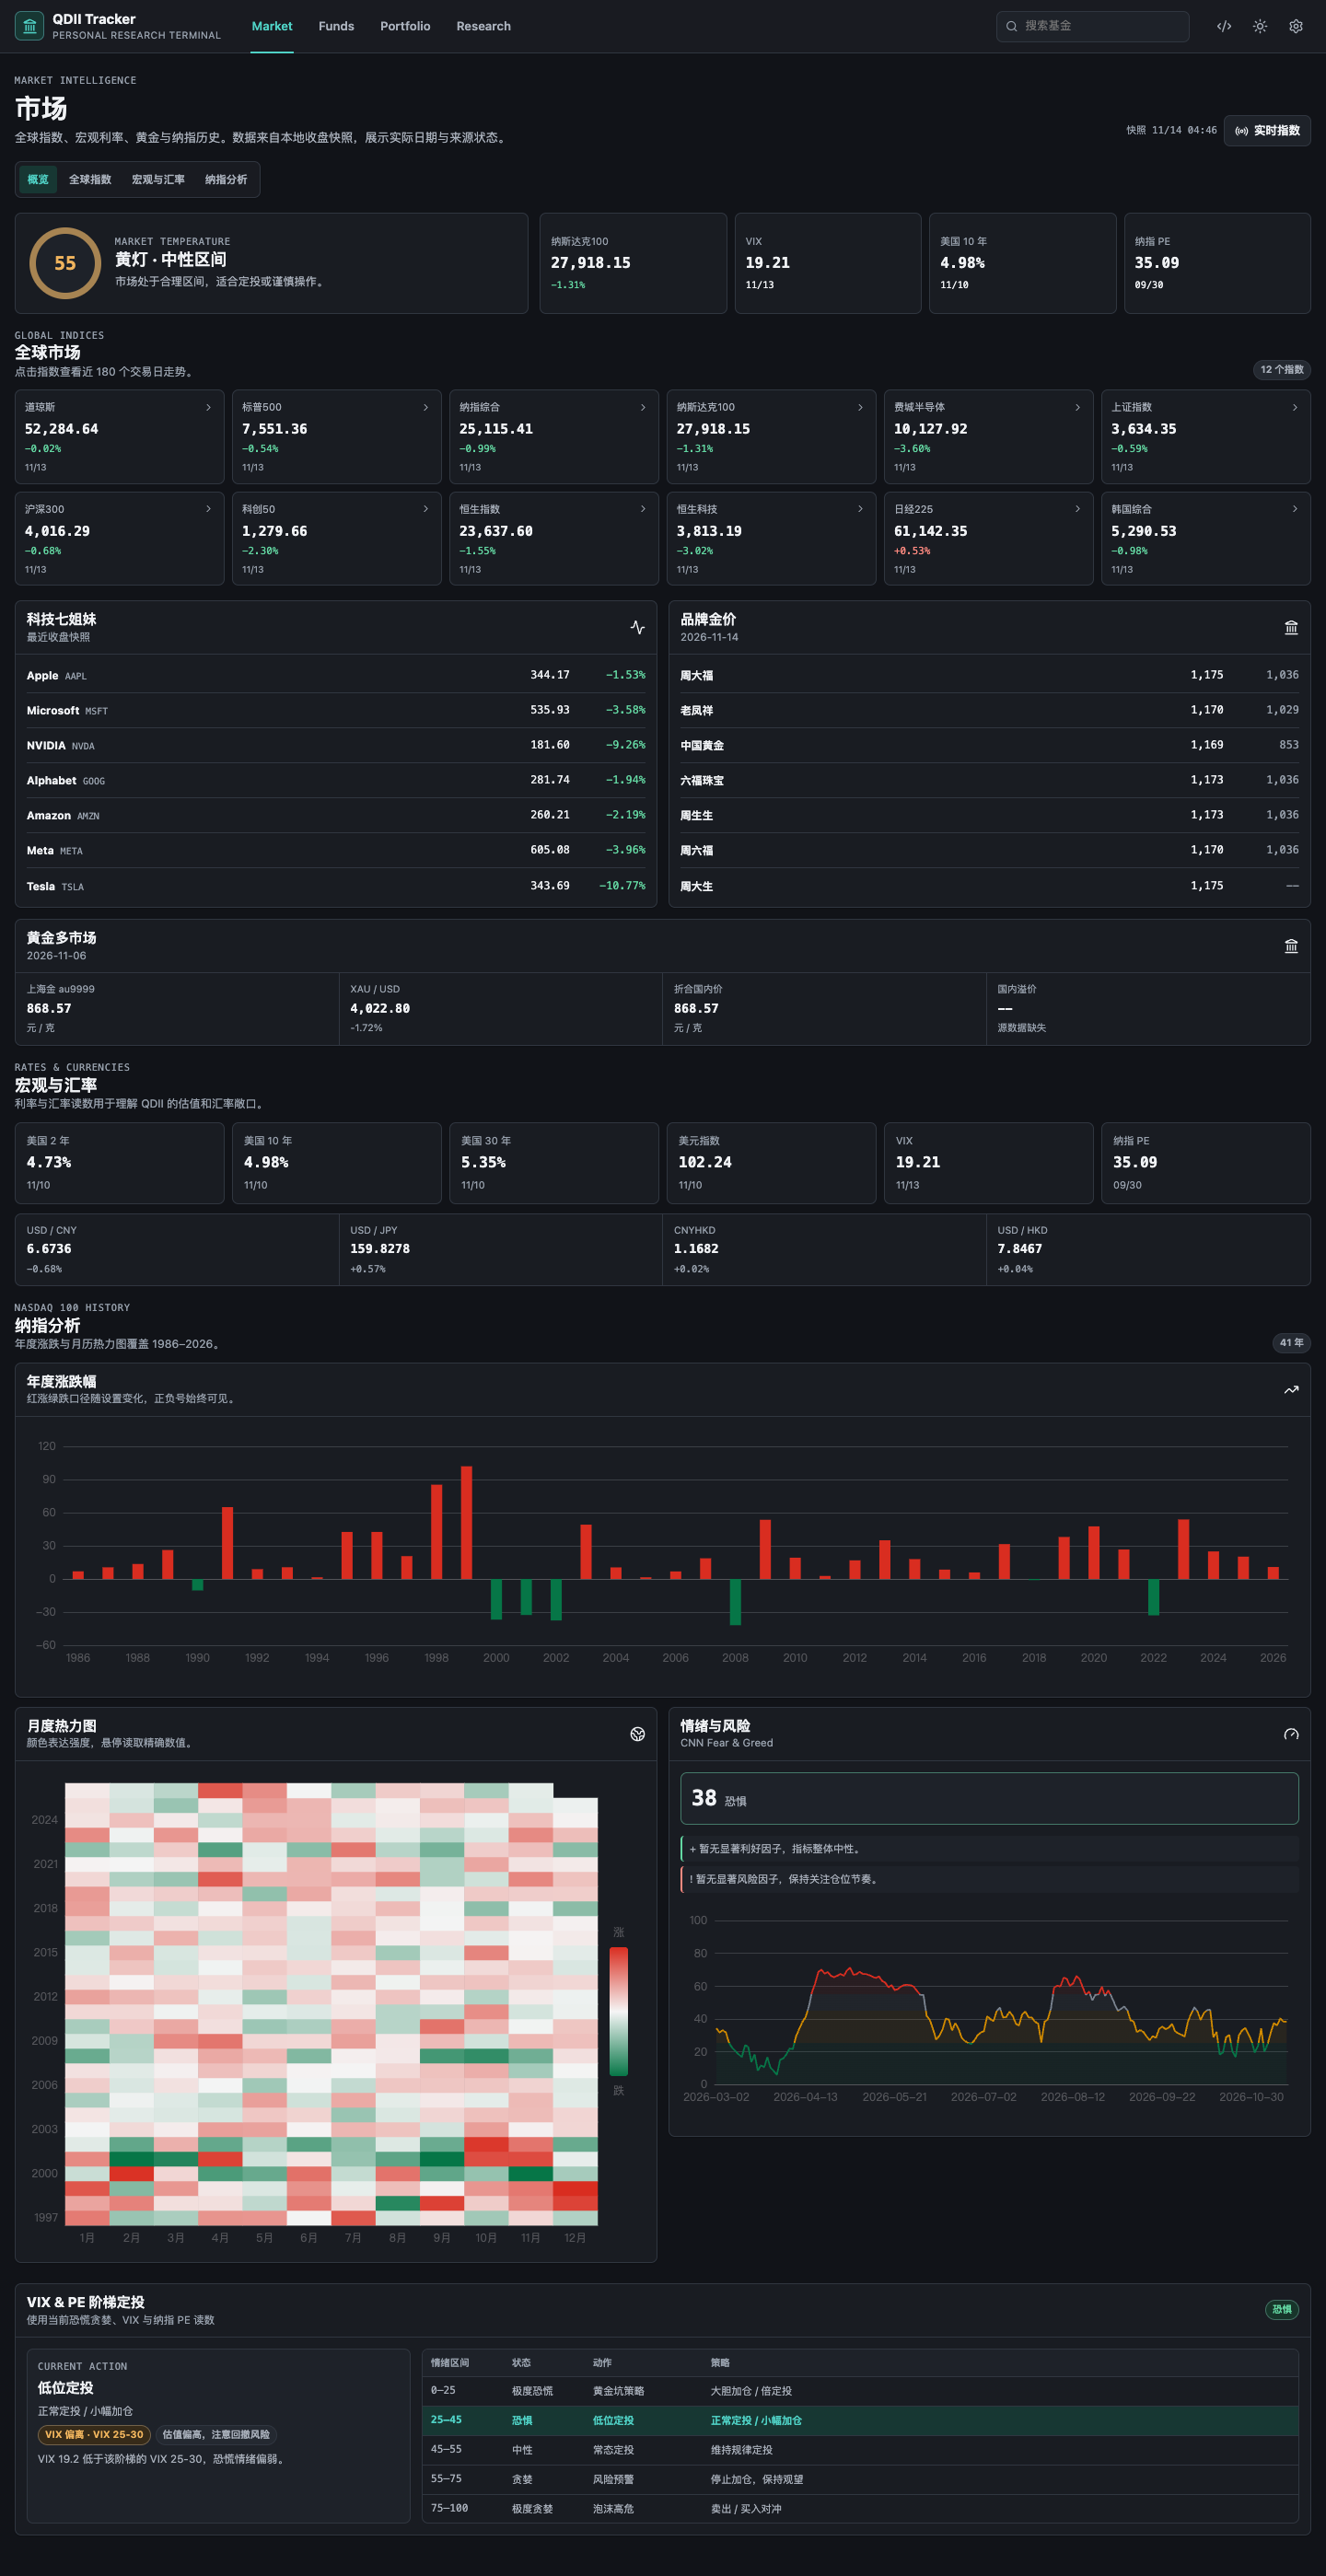 QDII Tracker
PERSONAL RESEARCH TERMINAL
Market Funds Portfolio Research
搜索基金
MARKET INTELLIGENCE
市场
全球指数、宏观利率、黄金与纳指历史。数据来自本地收盘快照，展示实际日期与来源状态。
快照 11/14 04:46 实时指数
概览 全球指数 宏观与汇率 纳指分析
55
MARKET TEMPERATURE
黄灯 · 中性区间
市场处于合理区间，适合定投或谨慎操作。
纳斯达克100
27,918.15
−1.31%
VIX
19.21
11/13
美国 10 年
4.98%
11/10
纳指 PE
35.09
09/30
GLOBAL INDICES
全球市场
点击指数查看近 180 个交易日走势。
12 个指数
道琼斯
52,284.64
−0.02%
11/13
标普500
7,551.36
−0.54%
11/13
纳指综合
25,115.41
−0.99%
11/13
纳斯达克100
27,918.15
−1.31%
11/13
费城半导体
10,127.92
−3.60%
11/13
上证指数
3,634.35
−0.59%
11/13
沪深300
4,016.29
−0.68%
11/13
科创50
1,279.66
−2.30%
11/13
恒生指数
23,637.60
−1.55%
11/13
恒生科技
3,813.19
−3.02%
11/13
日经225
61,142.35
+0.53%
11/13
韩国综合
5,290.53
−0.98%
11/13
科技七姐妹
最近收盘快照
Apple AAPL 344.17 −1.53%
Microsoft MSFT 535.93 −3.58%
NVIDIA NVDA 181.60 −9.26%
Alphabet GOOG 281.74 −1.94%
Amazon AMZN 260.21 −2.19%
Meta META 605.08 −3.96%
Tesla TSLA 343.69 −10.77%
品牌金价
2026-11-14
周大福 1,175 1,036
老凤祥 1,170 1,029
中国黄金 1,169 853
六福珠宝 1,173 1,036
周生生 1,173 1,036
周六福 1,170 1,036
周大生 1,175 ——
黄金多市场
2026-11-06
上海金 au9999
868.57
元 / 克
XAU / USD
4,022.80
-1.72%
折合国内价
868.57
元 / 克
国内溢价
——
源数据缺失
RATES & CURRENCIES
宏观与汇率
利率与汇率读数用于理解 QDII 的估值和汇率敞口。
美国 2 年
4.73%
11/10
美国 10 年
4.98%
11/10
美国 30 年
5.35%
11/10
美元指数
102.24
11/10
VIX
19.21
11/13
纳指 PE
35.09
09/30
USD / CNY
6.6736
−0.68%
USD / JPY
159.8278
+0.57%
CNYHKD
1.1682
+0.02%
USD / HKD
7.8467
+0.04%
NASDAQ 100 HISTORY
纳指分析
年度涨跌与月历热力图覆盖 1986–2026。
41 年
年度涨跌幅
红涨绿跌口径随设置变化，正负号始终可见。
120
90
60
30
0
−30
−60
1986 1988 1990 1992 1994 1996 1998 2000 2002 2004 2006 2008 2010 2012 2014 2016 2018 2020 2022 2024 2026
月度热力图
颜色表达强度，悬停读取精确数值。
2024
2021
2018
2015
2012
2009
2006
2003
2000
1997
1月 2月 3月 4月 5月 6月 7月 8月 9月 10月 11月 12月
涨
跌
情绪与风险
CNN Fear & Greed
38 恐惧
+ 暂无显著利好因子，指标整体中性。
! 暂无显著风险因子，保持关注仓位节奏。
100
80
60
40
20
0
2026−03−02 2026−04−13 2026−05−21 2026−07−02 2026−08−12 2026−09−22 2026−10−30
VIX & PE 阶梯定投
使用当前恐慌贪婪、VIX 与纳指 PE 读数
恐惧
CURRENT ACTION
低位定投
正常定投 / 小幅加仓
VIX 偏离 · VIX 25-30 估值偏高，注意回撤风险
VIX 19.2 低于该阶梯的 VIX 25-30，恐慌情绪偏弱。
情绪区间 状态 动作 策略
0–25 极度恐慌 黄金坑策略 大胆加仓 / 倍定投
25–45 恐惧 低位定投 正常定投 / 小幅加仓
45–55 中性 常态定投 维持规律定投
55–75 贪婪 风险预警 停止加仓，保持观望
75–100 极度贪婪 泡沫高危 卖出 / 买入对冲